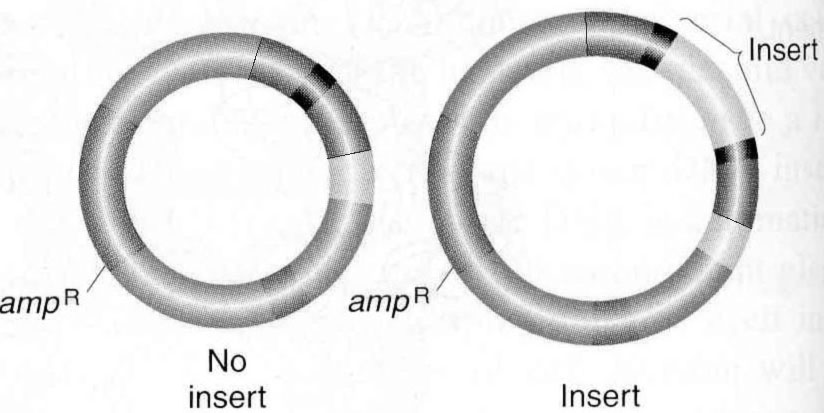 Insert
amp R
amp R
No
insert
Insert